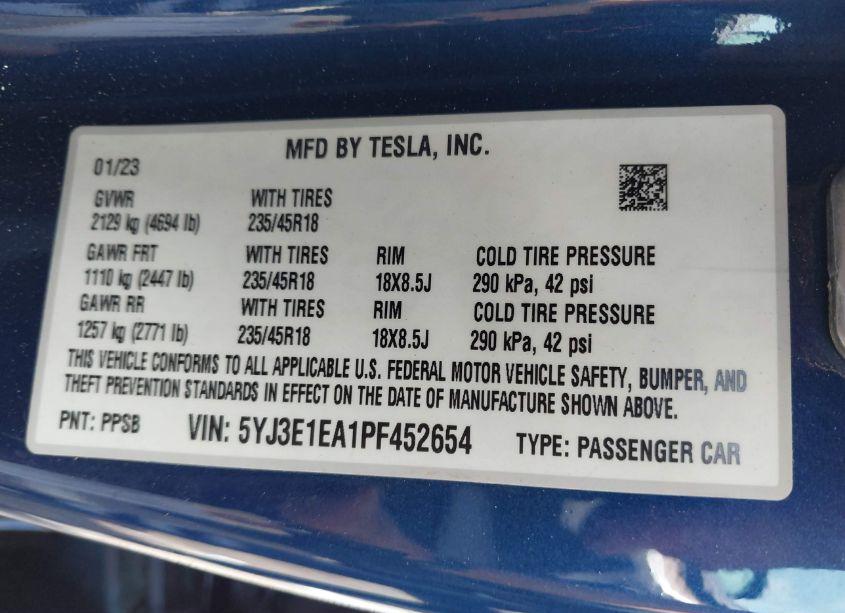 MFD BY TESLA, INC.
01/23
GVWR WITH TIRES
2129 kg (4694 lb) 235/45R18
GAWR FRT WITH TIRES RIM COLD TIRE PRESSURE
1110 kg (2447 lb) 235/45R18 18X8.5J 290 kPa, 42 psi
GAWR RR WITH TIRES RIM COLD TIRE PRESSURE
1257 kg (2771 lb) 235/45R18 18X8.5J 290 kPa, 42 psi
THIS VEHICLE CONFORMS TO ALL APPLICABLE U.S. FEDERAL MOTOR VEHICLE SAFETY, BUMPER, AND
THEFT PREVENTION STANDARDS IN EFFECT ON THE DATE OF MANUFACTURE SHOWN ABOVE.
PNT: PPSB VIN: 5YJ3E1EA1PF452654 TYPE: PASSENGER CAR